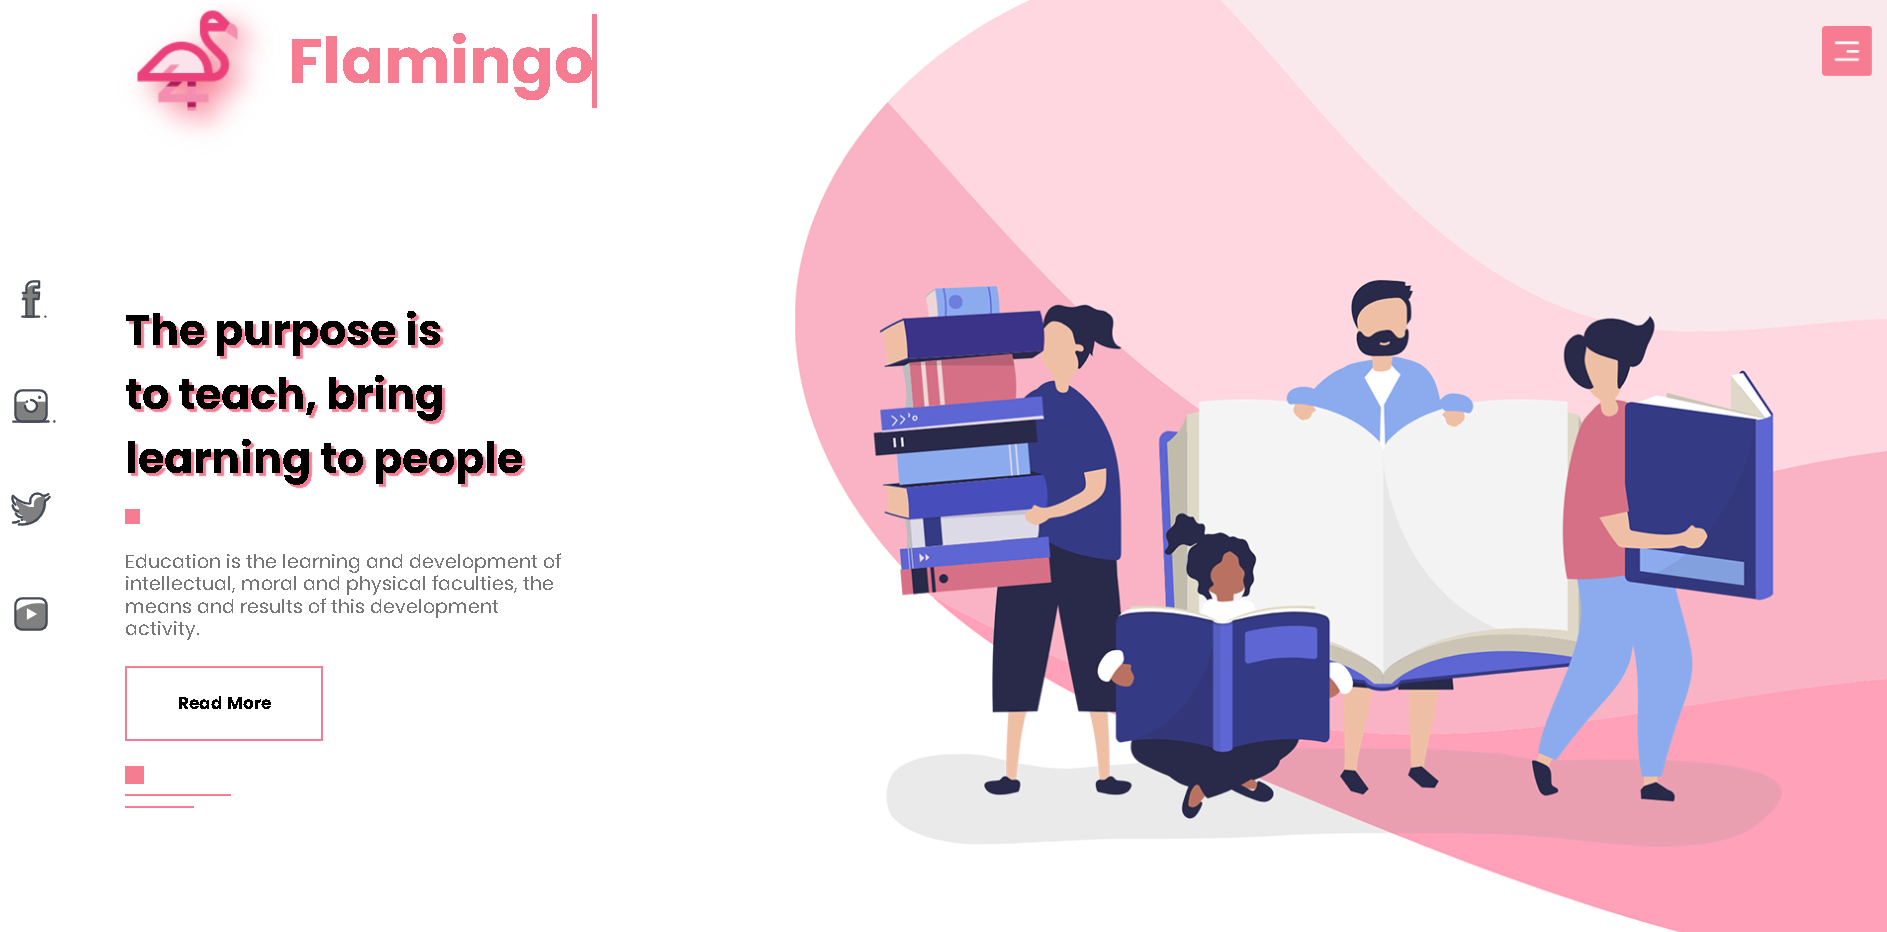 Flamingo
The purpose is
to teach, bring
learning to people
Education is the learning and development of
intellectual, moral and physical faculties, the
means and results of this development
activity.
Read More